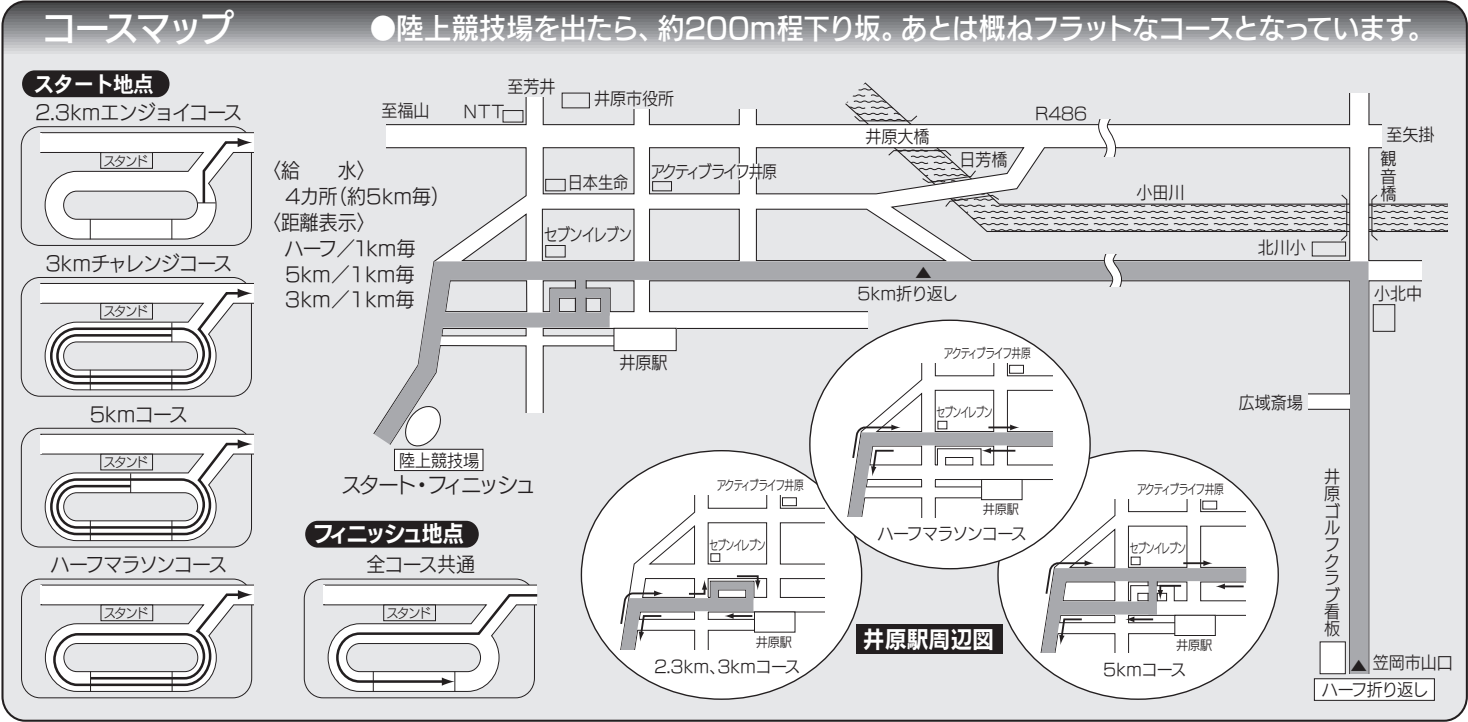 コースマップ
●陸上競技場を出たら、約200m程下り坂。あとは概ねフラットなコースとなっています。
スタート地点
2.3kmエンジョイコース
スタンド
3kmチャレンジコース
スタンド
5kmコース
スタンド
ハーフマラソンコース
スタンド
〈給　水〉
4カ所(約5km毎)
〈距離表示〉
ハーフ／1km毎
5km／1km毎
3km／1km毎
至福山
NTT
至芳井
井原市役所
日本生命
アクティブライフ井原
セブンイレブン
井原大橋
日芳橋
R486
至矢掛
観音橋
小田川
北川小
小北中
5km折り返し
井原駅
広域斎場
井原ゴルフクラブ看板
笠岡市山口
ハーフ折り返し
陸上競技場
スタート・フィニッシュ
フィニッシュ地点
全コース共通
スタンド
アクティブライフ井原
セブンイレブン
井原駅
2.3km、3kmコース
アクティブライフ井原
セブンイレブン
井原駅
ハーフマラソンコース
アクティブライフ井原
セブンイレブン
井原駅
5kmコース
井原駅周辺図